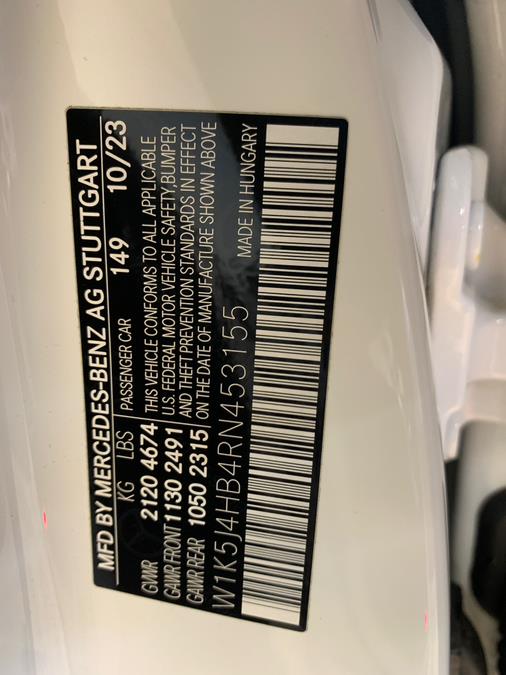 MFD BY MERCEDES-BENZ AG STUTTGART
KG LBS PASSENGER CAR 149 10/23
GVWR 2120 4674 THIS VEHICLE CONFORMS TO ALL APPLICABLE
GAWR FRONT 1130 2491 U.S. FEDERAL MOTOR VEHICLE SAFETY, BUMPER
GAWR REAR 1050 2315 AND THEFT PREVENTION STANDARDS IN EFFECT
ON THE DATE OF MANUFACTURE SHOWN ABOVE
W1K5J4HB4RN453155 MADE IN HUNGARY